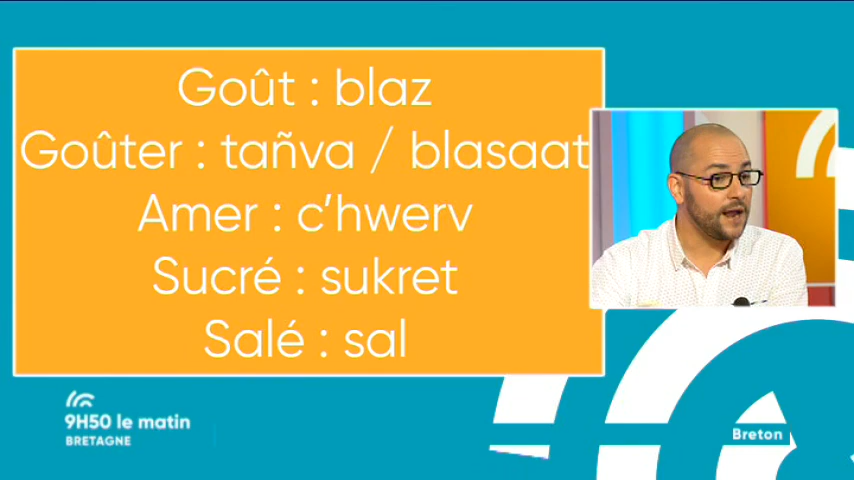 Goût : blaz
Goûter : tañva / blasaat
Amer : c’hwerv
Sucré : sukret
Salé : sal
9H50 le matin
BRETAGNE
Breton